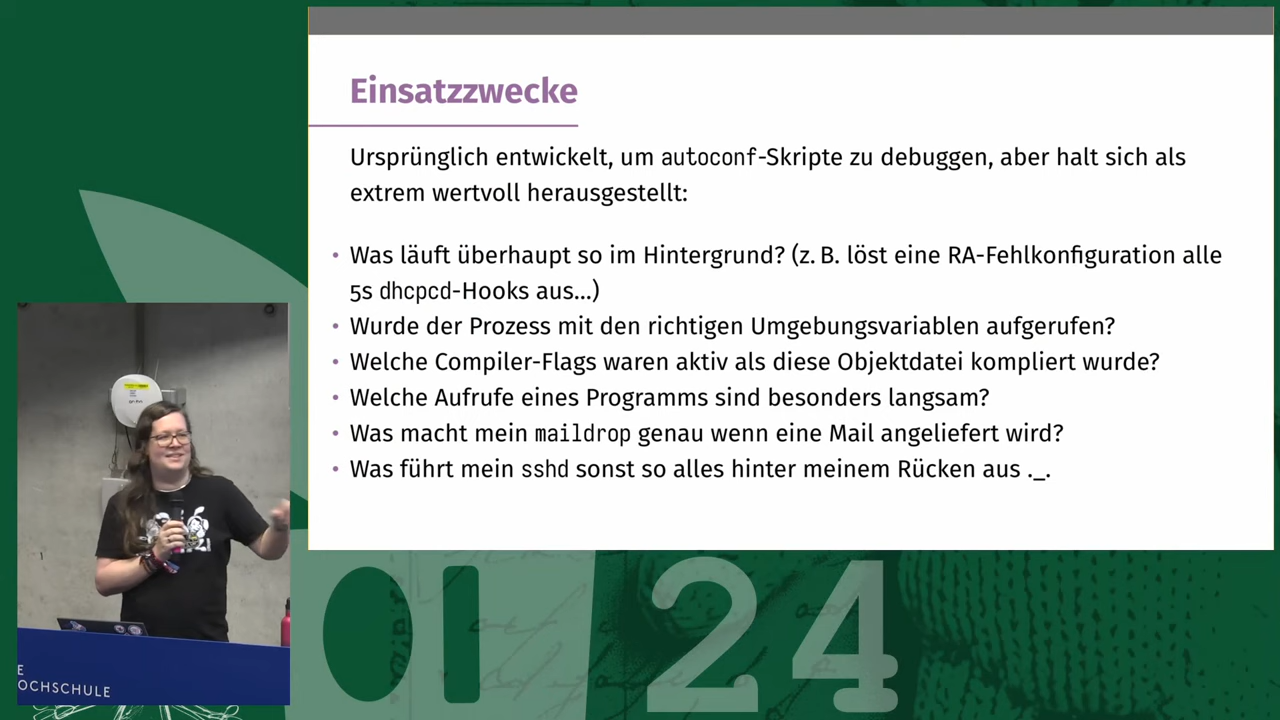 Einsatzzwecke
Ursprünglich entwickelt, um autoconf-Skripte zu debuggen, aber halt sich als
extrem wertvoll herausgestellt:
• Was läuft überhaupt so im Hintergrund? (z. B. löst eine RA-Fehlkonfiguration alle
5s dhcpcd-Hooks aus…)
• Wurde der Prozess mit den richtigen Umgebungsvariablen aufgerufen?
• Welche Compiler-Flags waren aktiv als diese Objektdatei kompliert wurde?
• Welche Aufrufe eines Programms sind besonders langsam?
• Was macht mein maildrop genau wenn eine Mail angeliefert wird?
• Was führt mein sshd sonst so alles hinter meinem Rücken aus ._.
24
E
OCHSCHULE